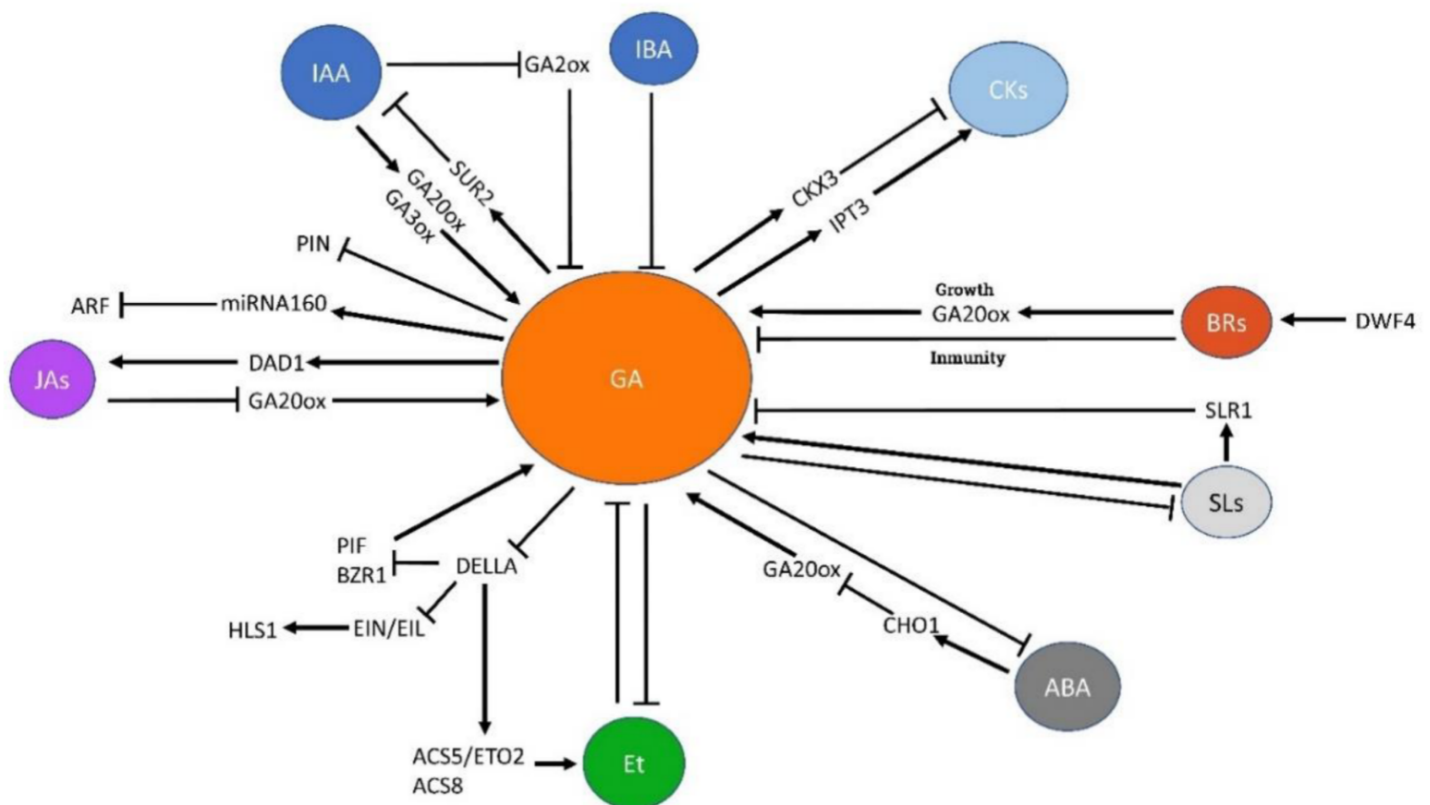 IAA
GA2ox
IBA
CKs
SUR2
GA20ox
GA3ox
CKX3
IPT3
PIN
ARF
miRNA160
Growth
GA20ox
BRs
DWF4
Inmunity
JAs
DAD1
GA20ox
GA
SLR1
SLs
PIF
BZR1
DELLA
GA20ox
CHO1
HLS1
EIN/EIL
ABA
ACS5/ETO2
ACS8
Et